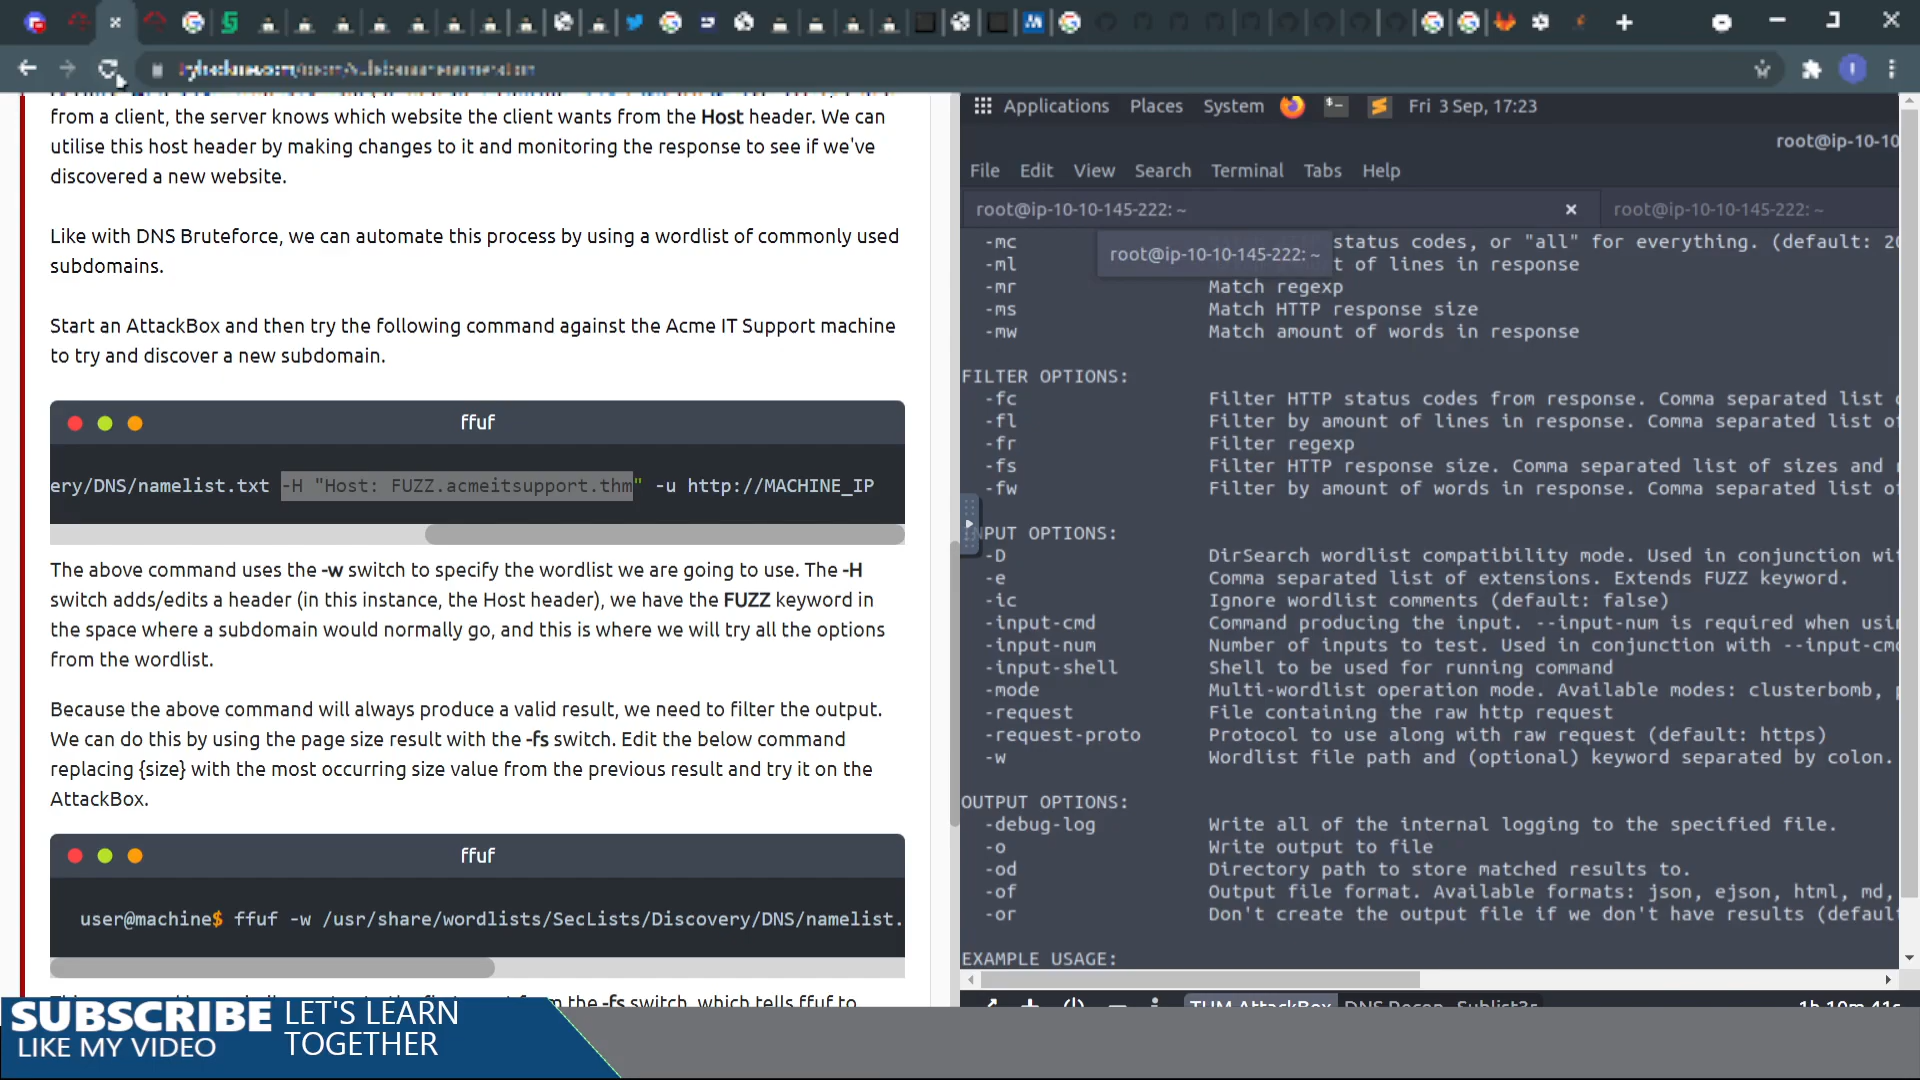 from a client, the server knows which website the client wants from the Host header. We can
utilise this host header by making changes to it and monitoring the response to see if we've
discovered a new website.
Like with DNS Bruteforce, we can automate this process by using a wordlist of commonly used
subdomains.
Start an AttackBox and then try the following command against the Acme IT Support machine
to try and discover a new subdomain.
ffuf
ery/DNS/namelist.txt -H "Host: FUZZ.acmeitsupport.thm" -u http://MACHINE_IP
The above command uses the -w switch to specify the wordlist we are going to use. The -H
switch adds/edits a header (in this instance, the Host header), we have the FUZZ keyword in
the space where a subdomain would normally go, and this is where we will try all the options
from the wordlist.
Because the above command will always produce a valid result, we need to filter the output.
We can do this by using the page size result with the -fs switch. Edit the below command
replacing {size} with the most occurring size value from the previous result and try it on the
AttackBox.
ffuf
user@machine$ ffuf -w /usr/share/wordlists/SecLists/Discovery/DNS/namelist.
the -fs switch, which tells ffuf to
SUBSCRIBE
LIKE MY VIDEO
LET'S LEARN
TOGETHER
Applications Places System Fri 3 Sep, 17:23
root@ip-10-10
File Edit View Search Terminal Tabs Help
root@ip-10-10-145-222: ~ root@ip-10-10-145-222: ~
-mc status codes, or "all" for everything. (default: 20
root@ip-10-10-145-222: ~
-ml t of lines in response
-mr Match regexp
-ms Match HTTP response size
-mw Match amount of words in response
FILTER OPTIONS:
-fc Filter HTTP status codes from response. Comma separated list
-fl Filter by amount of lines in response. Comma separated list of
-fr Filter regexp
-fs Filter HTTP response size. Comma separated list of sizes and
-fw Filter by amount of words in response. Comma separated list of
NPUT OPTIONS:
-D DirSearch wordlist compatibility mode. Used in conjunction wi
-e Comma separated list of extensions. Extends FUZZ keyword.
-ic Ignore wordlist comments (default: false)
-input-cmd Command producing the input. --input-num is required when usi
-input-num Number of inputs to test. Used in conjunction with --input-cm
-input-shell Shell to be used for running command
-mode Multi-wordlist operation mode. Available modes: clusterbomb,
-request File containing the raw http request
-request-proto Protocol to use along with raw request (default: https)
-w Wordlist file path and (optional) keyword separated by colon.
OUTPUT OPTIONS:
-debug-log Write all of the internal logging to the specified file.
-o Write output to file
-od Directory path to store matched results to.
-of Output file format. Available formats: json, ejson, html, md,
-or Don't create the output file if we don't have results (defaul
EXAMPLE USAGE:
THM AttackBox DNS Recon - Sublist3r 1h 10m 41s